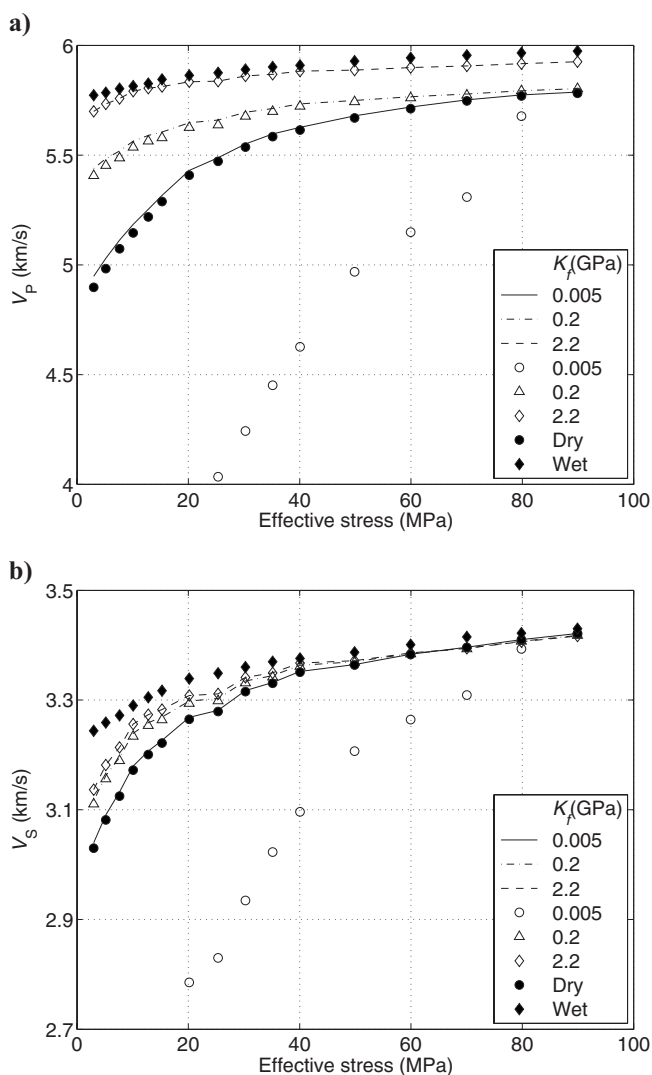 a)
6
5.5
5
4.5
4
V_P (km/s)
K_f(GPa)
0.005
0.2
2.2
0.005
0.2
2.2
Dry
Wet
0 20 40 60 80 100
Effective stress (MPa)
b)
3.5
3.3
3.1
2.9
2.7
V_S (km/s)
K_f(GPa)
0.005
0.2
2.2
0.005
0.2
2.2
Dry
Wet
0 20 40 60 80 100
Effective stress (MPa)